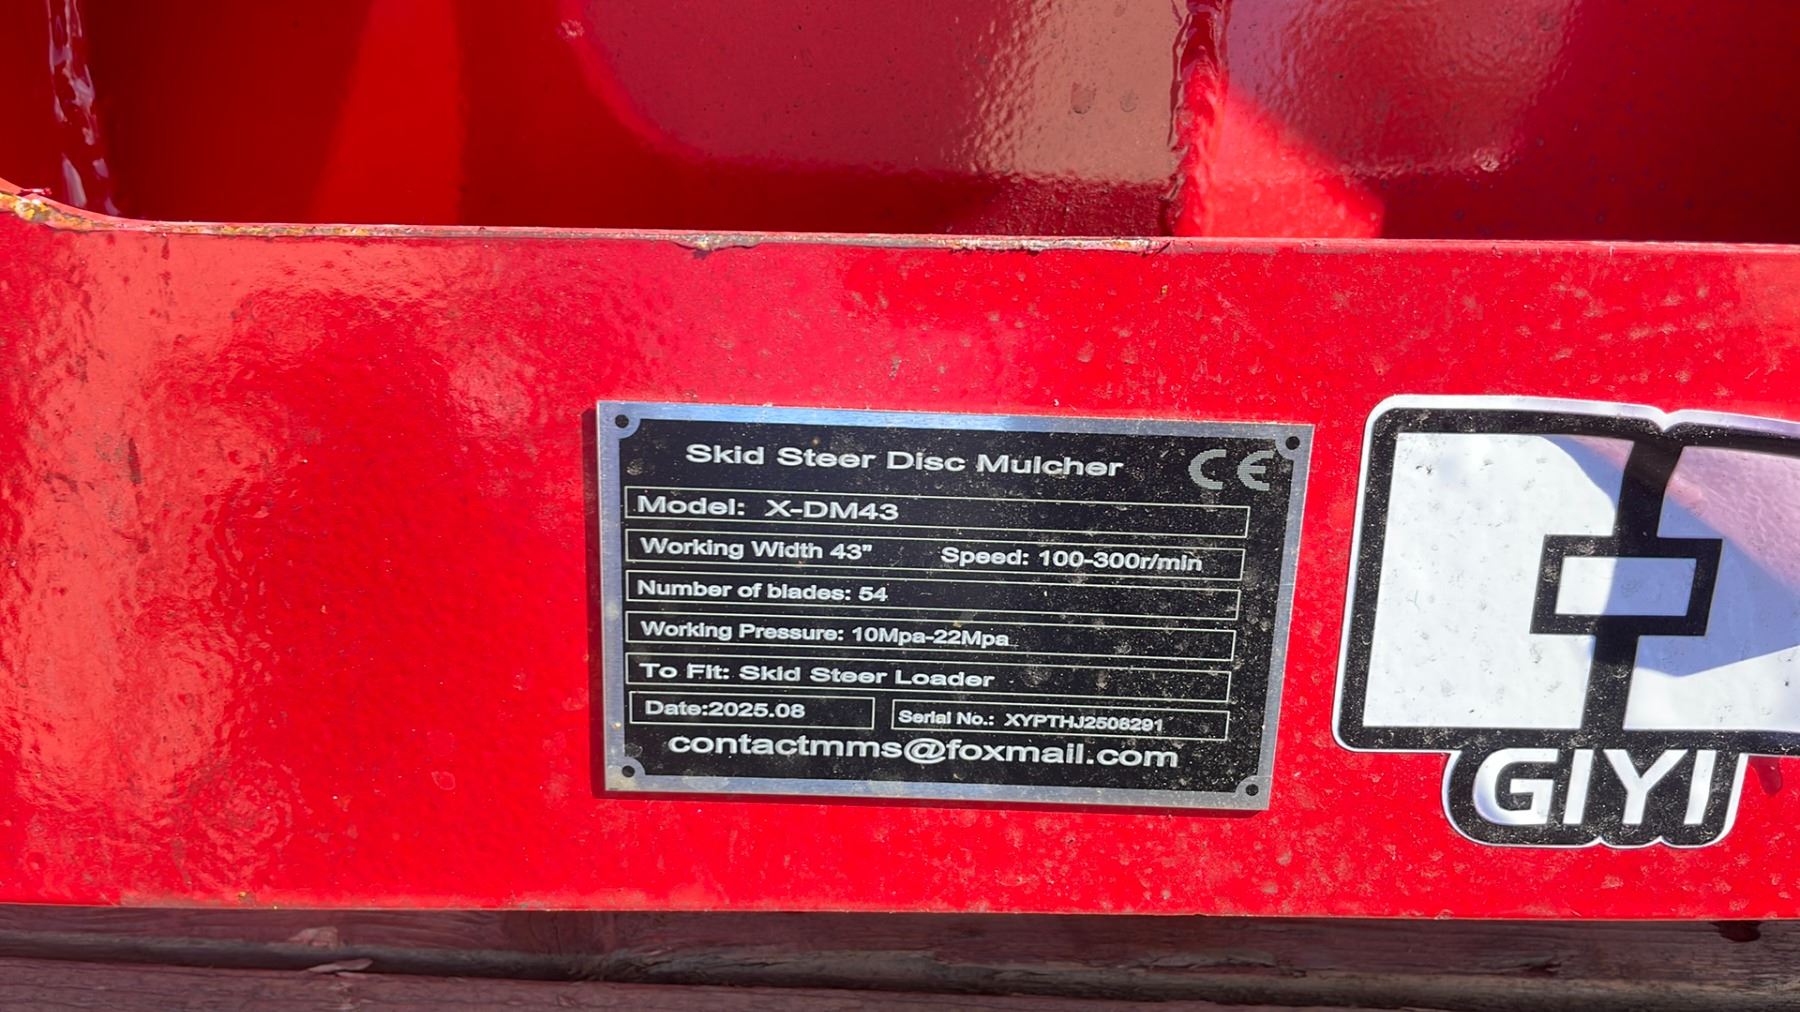 Skid Steer Disc Mulcher CE
Model: X-DM43
Working Width 43" Speed: 100-300r/min
Number of blades: 54
Working Pressure: 10Mpa-22Mpa
To Fit: Skid Steer Loader
Date:2025.08 Serial No.: XYPTHJ2508291
contactmms@foxmail.com
GIYI